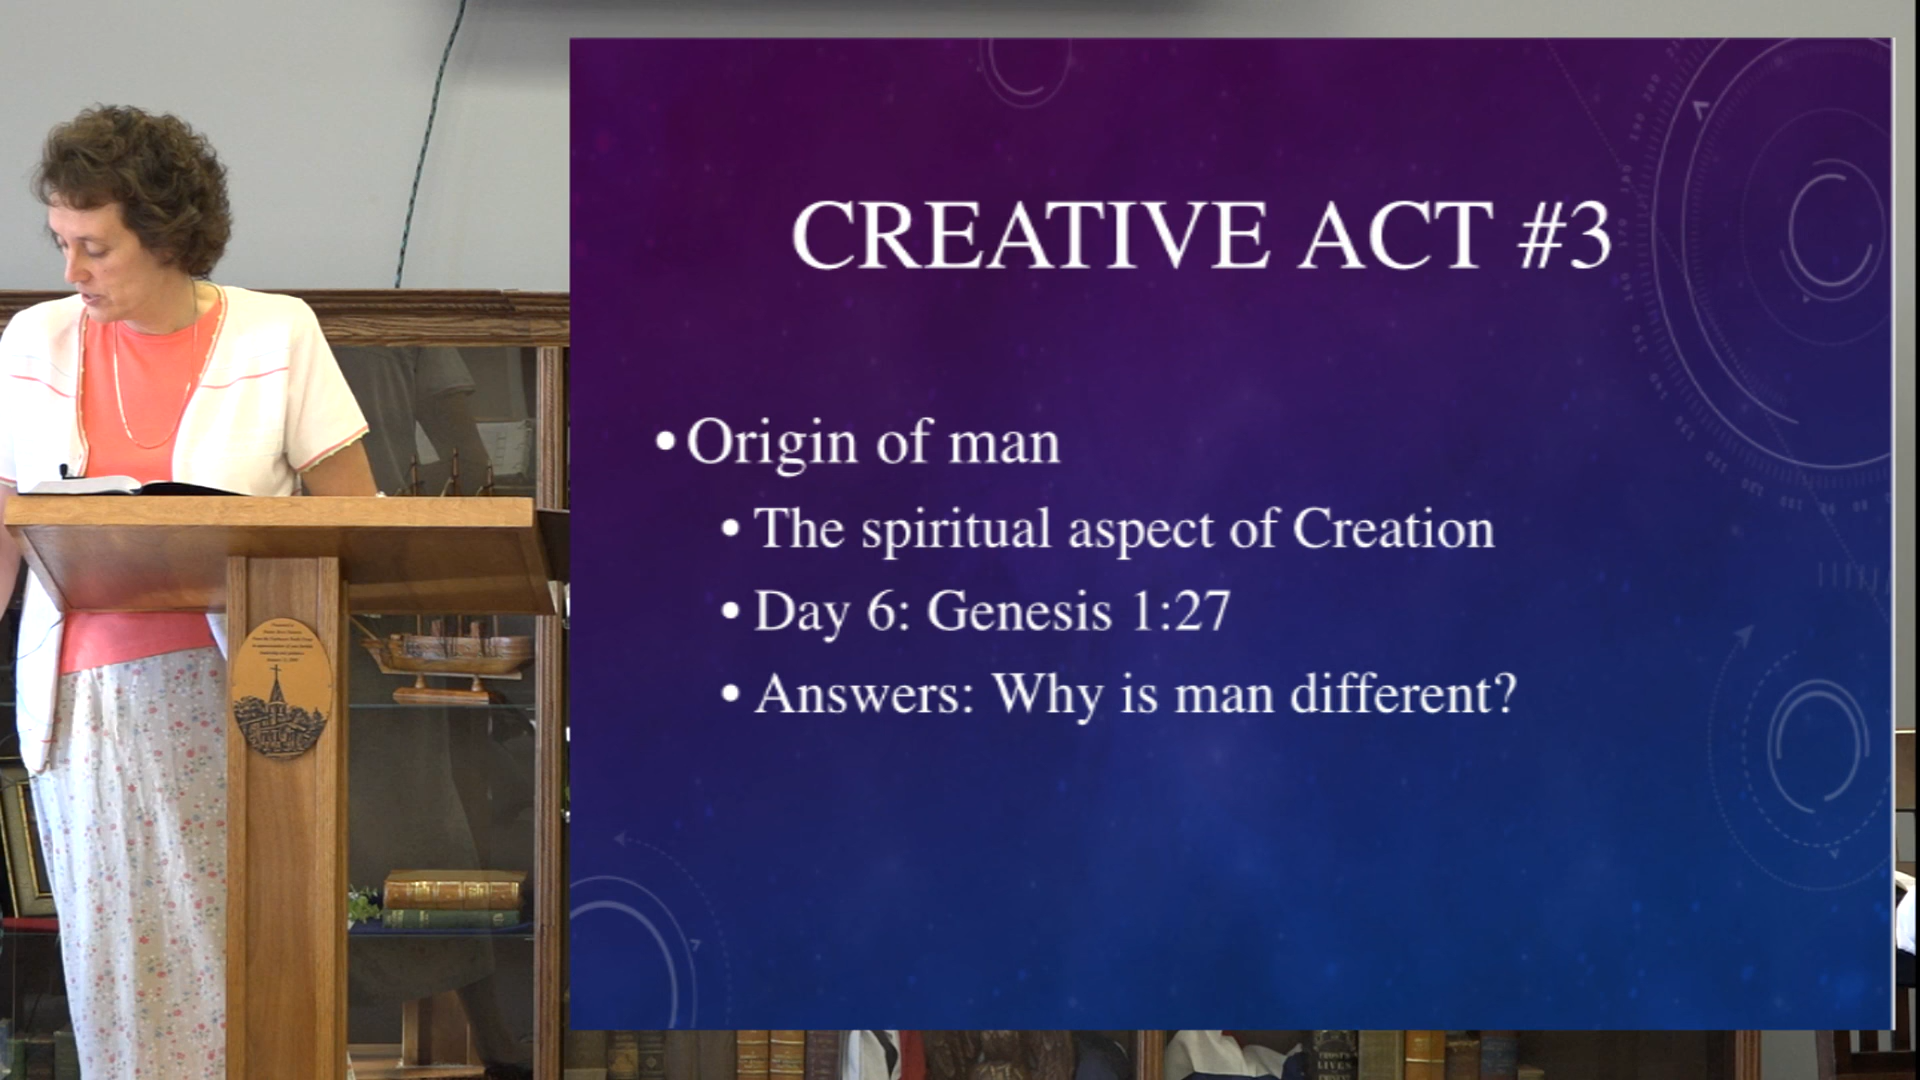 CREATIVE ACT #3
• Origin of man
• The spiritual aspect of Creation
• Day 6: Genesis 1:27
• Answers: Why is man different?